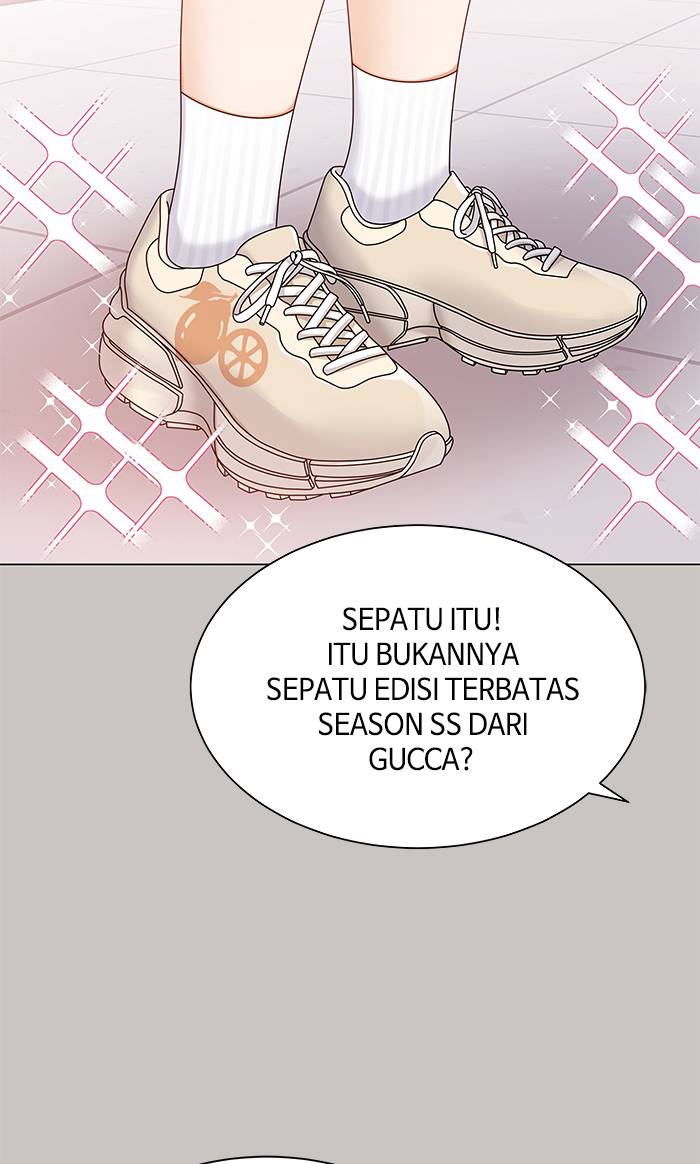 SEPATU ITU!
ITU BUKANNYA
SEPATU EDISI TERBATAS
SEASON SS DARI
GUCCA?